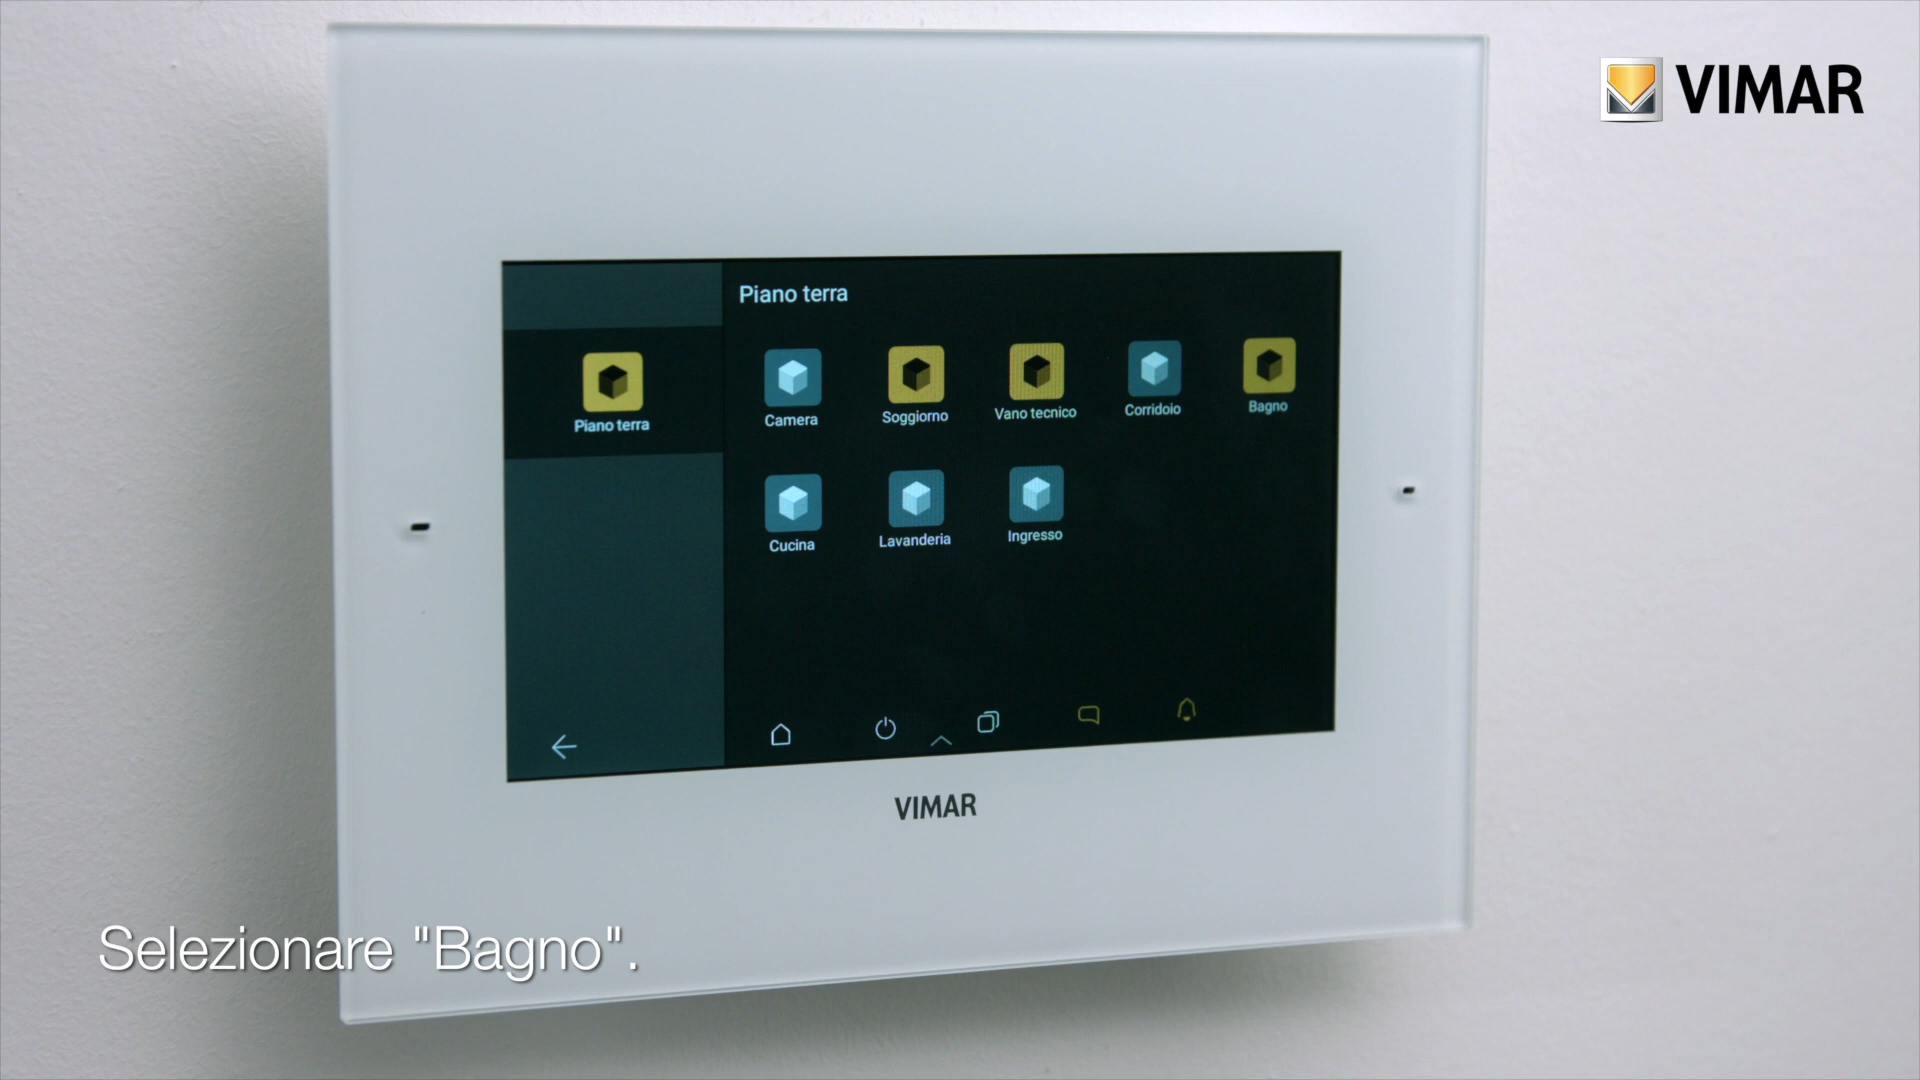 VIMAR
Piano terra
Piano terra
Camera
Soggiorno
Vano tecnico
Corridoio
Bagno
Cucina
Lavanderia
Ingresso
VIMAR
Selezionare "Bagno".